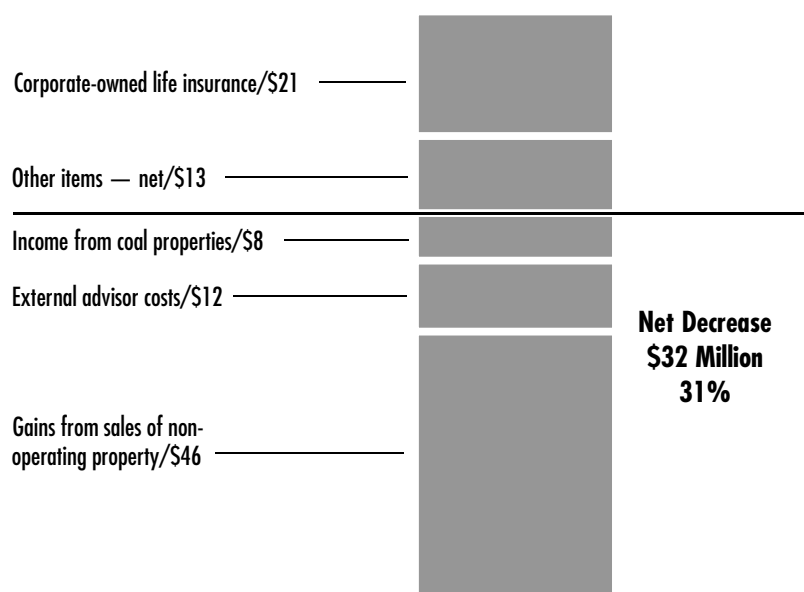 Corporate-owned life insurance/$21
Other items — net/$13
Income from coal properties/$8
External advisor costs/$12
Net Decrease
$32 Million
31%
Gains from sales of non-
operating property/$46